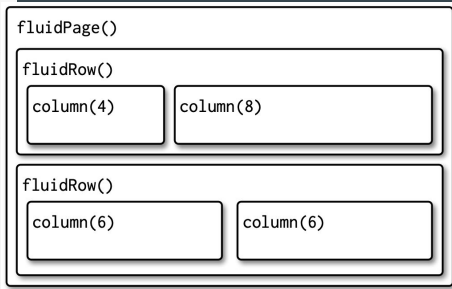 fluidPage()
fluidRow()
column(4) column(8)
fluidRow()
column(6) column(6)